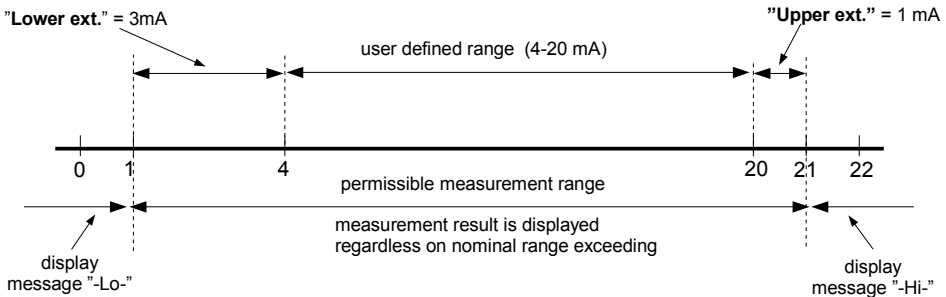 "Lower ext." = 3mA
"Upper ext." = 1 mA
user defined range (4-20 mA)
0 1 4 20 21 22
permissible measurement range
measurement result is displayed
regardless on nominal range exceeding
display
message "-Lo-"
display
message "-Hi-"